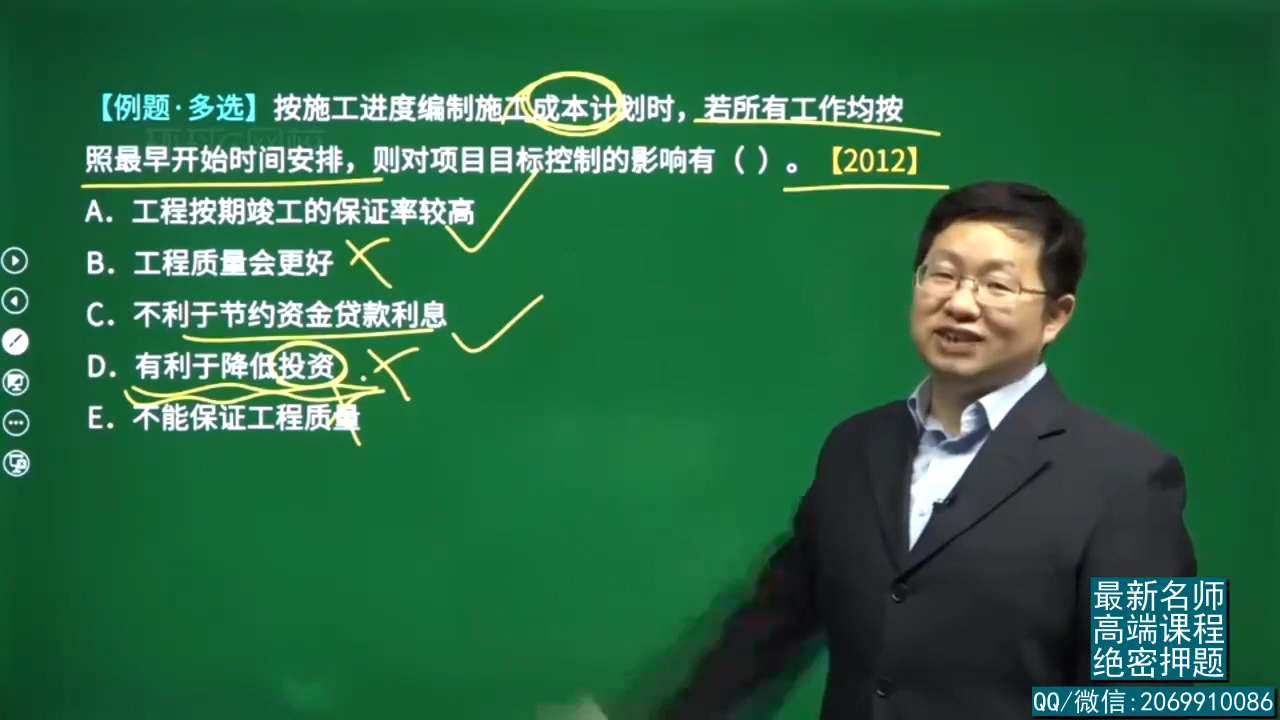 【例题·多选】按施工进度编制施工成本计划时，若所有工作均按
照最早开始时间安排，则对项目目标控制的影响有（ ）。【2012】
A．工程按期竣工的保证率较高
B．工程质量会更好
C．不利于节约资金贷款利息
D．有利于降低投资
E．不能保证工程质量
最新名师
高端课程
绝密押题
QQ/微信:2069910086